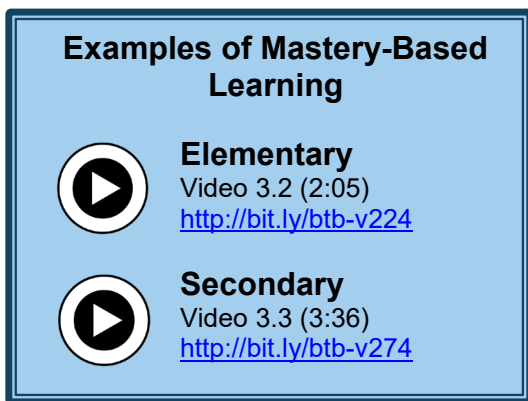 Examples of Mastery-Based
Learning
Elementary
Video 3.2 (2:05)
http://bit.ly/btb-v224
Secondary
Video 3.3 (3:36)
http://bit.ly/btb-v274